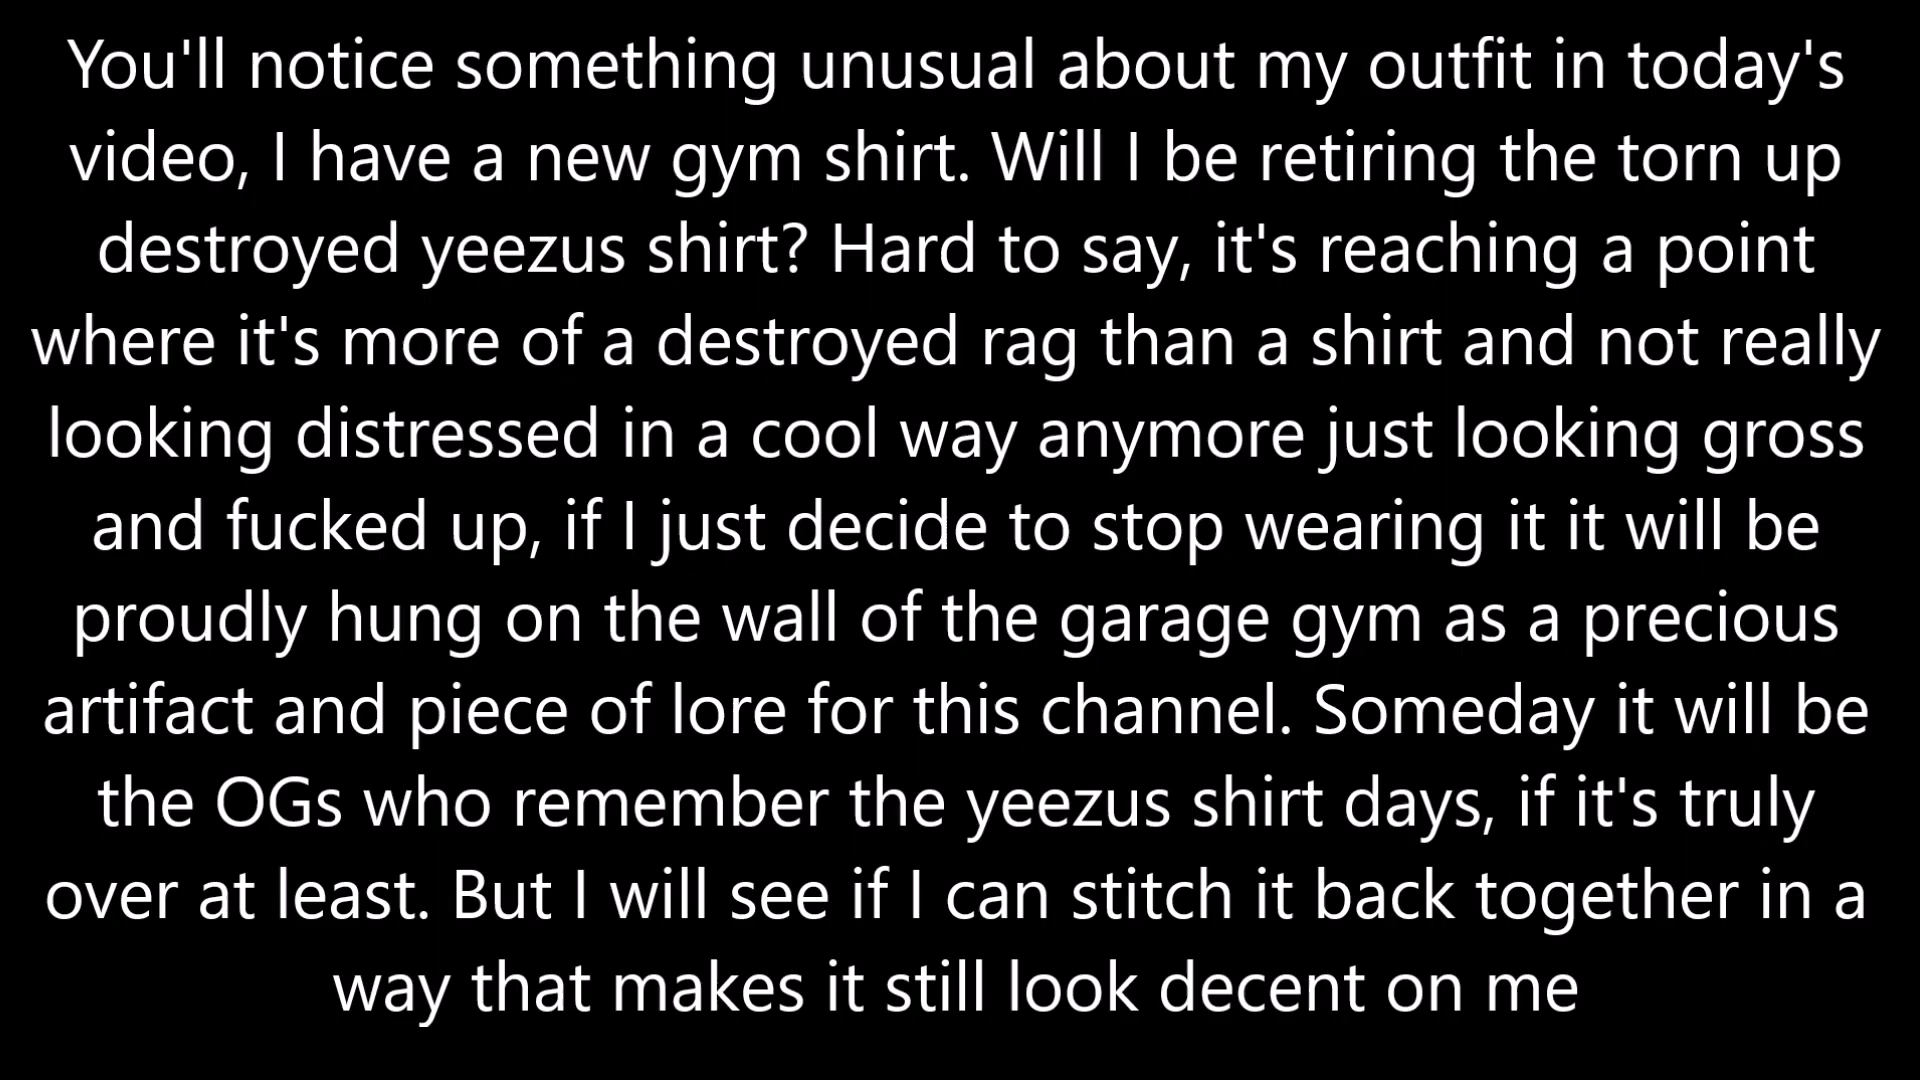 You'll notice something unusual about my outfit in today's
video, I have a new gym shirt. Will I be retiring the torn up
destroyed yeezus shirt? Hard to say, it's reaching a point
where it's more of a destroyed rag than a shirt and not really
looking distressed in a cool way anymore just looking gross
and fucked up, if I just decide to stop wearing it it will be
proudly hung on the wall of the garage gym as a precious
artifact and piece of lore for this channel. Someday it will be
the OGs who remember the yeezus shirt days, if it's truly
over at least. But I will see if I can stitch it back together in a
way that makes it still look decent on me